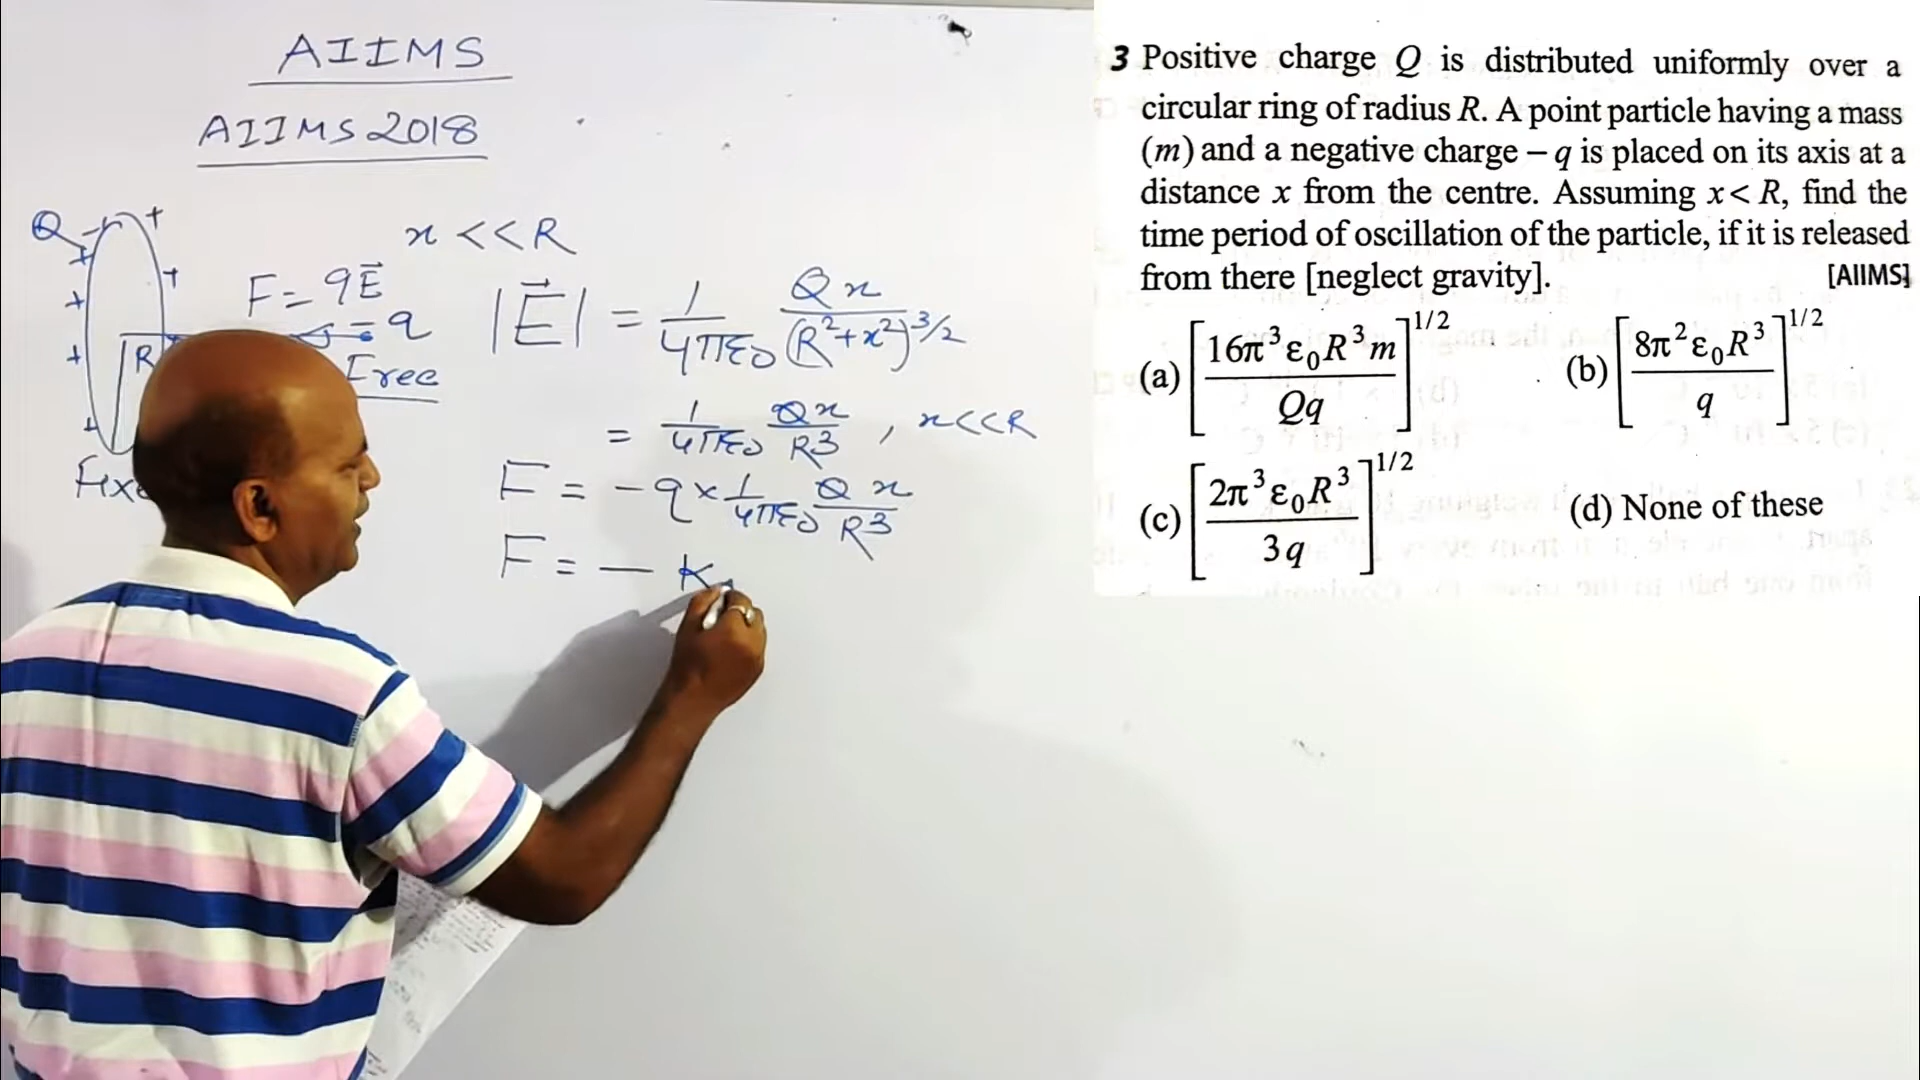 AIIMS
AIIMS 2018
Q + + + + + + +
R
F = qE⃗
-q
Free
x << R
|E⃗| = 1/4πε₀ Qx/(R²+x²)^3/2
= 1/4πε₀ Qx/R³ , x<<R
F = -q × 1/4πε₀ Q x/R³
F = - K
3 Positive charge Q is distributed uniformly over a
circular ring of radius R. A point particle having a mass
(m) and a negative charge – q is placed on its axis at a
distance x from the centre. Assuming x < R, find the
time period of oscillation of the particle, if it is released
from there [neglect gravity]. [AIIMS]
(a) [16π³ε₀R³m/Qq]^1/2 (b) [8π²ε₀R³/q]^1/2
(c) [2π³ε₀R³/3q]^1/2 (d) None of these